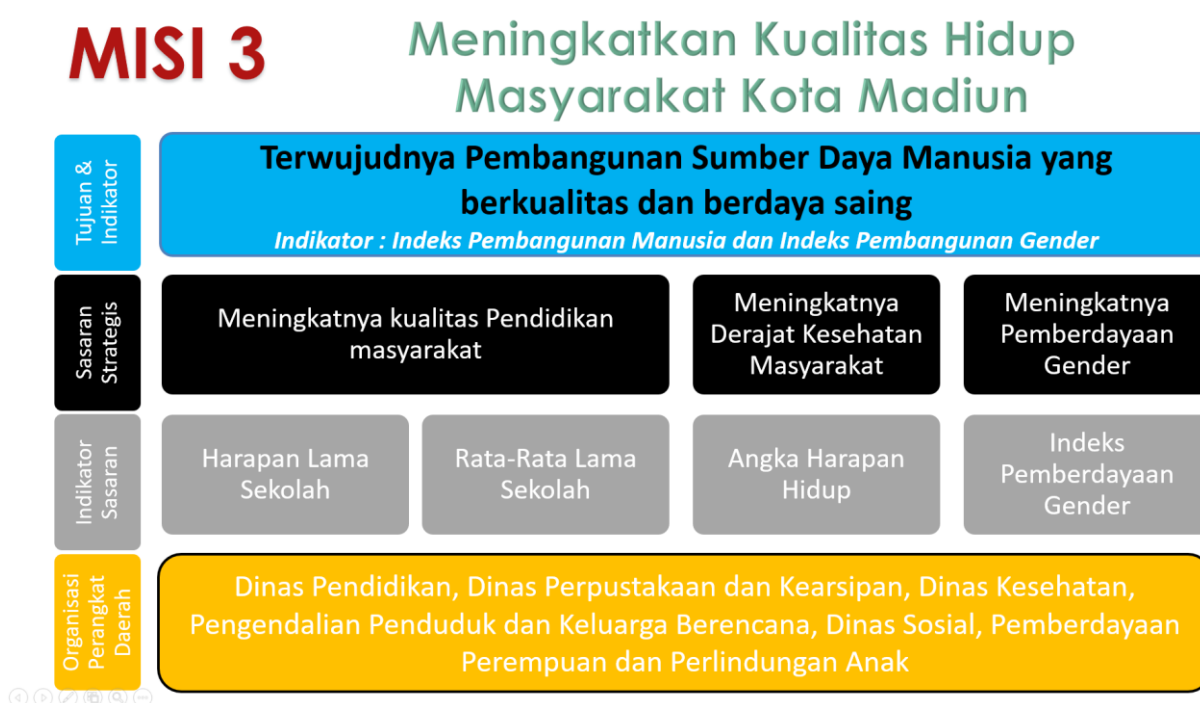 MISI 3
Meningkatkan Kualitas Hidup
Masyarakat Kota Madiun
Tujuan &
Indikator
Terwujudnya Pembangunan Sumber Daya Manusia yang
berkualitas dan berdaya saing
Indikator : Indeks Pembangunan Manusia dan Indeks Pembangunan Gender
Sasaran
Strategis
Meningkatnya kualitas Pendidikan
masyarakat
Meningkatnya
Derajat Kesehatan
Masyarakat
Meningkatnya
Pemberdayaan
Gender
Indikator
Sasaran
Harapan Lama
Sekolah
Rata-Rata Lama
Sekolah
Angka Harapan
Hidup
Indeks
Pemberdayaan
Gender
Organisasi
Perangkat
Daerah
Dinas Pendidikan, Dinas Perpustakaan dan Kearsipan, Dinas Kesehatan,
Pengendalian Penduduk dan Keluarga Berencana, Dinas Sosial, Pemberdayaan
Perempuan dan Perlindungan Anak